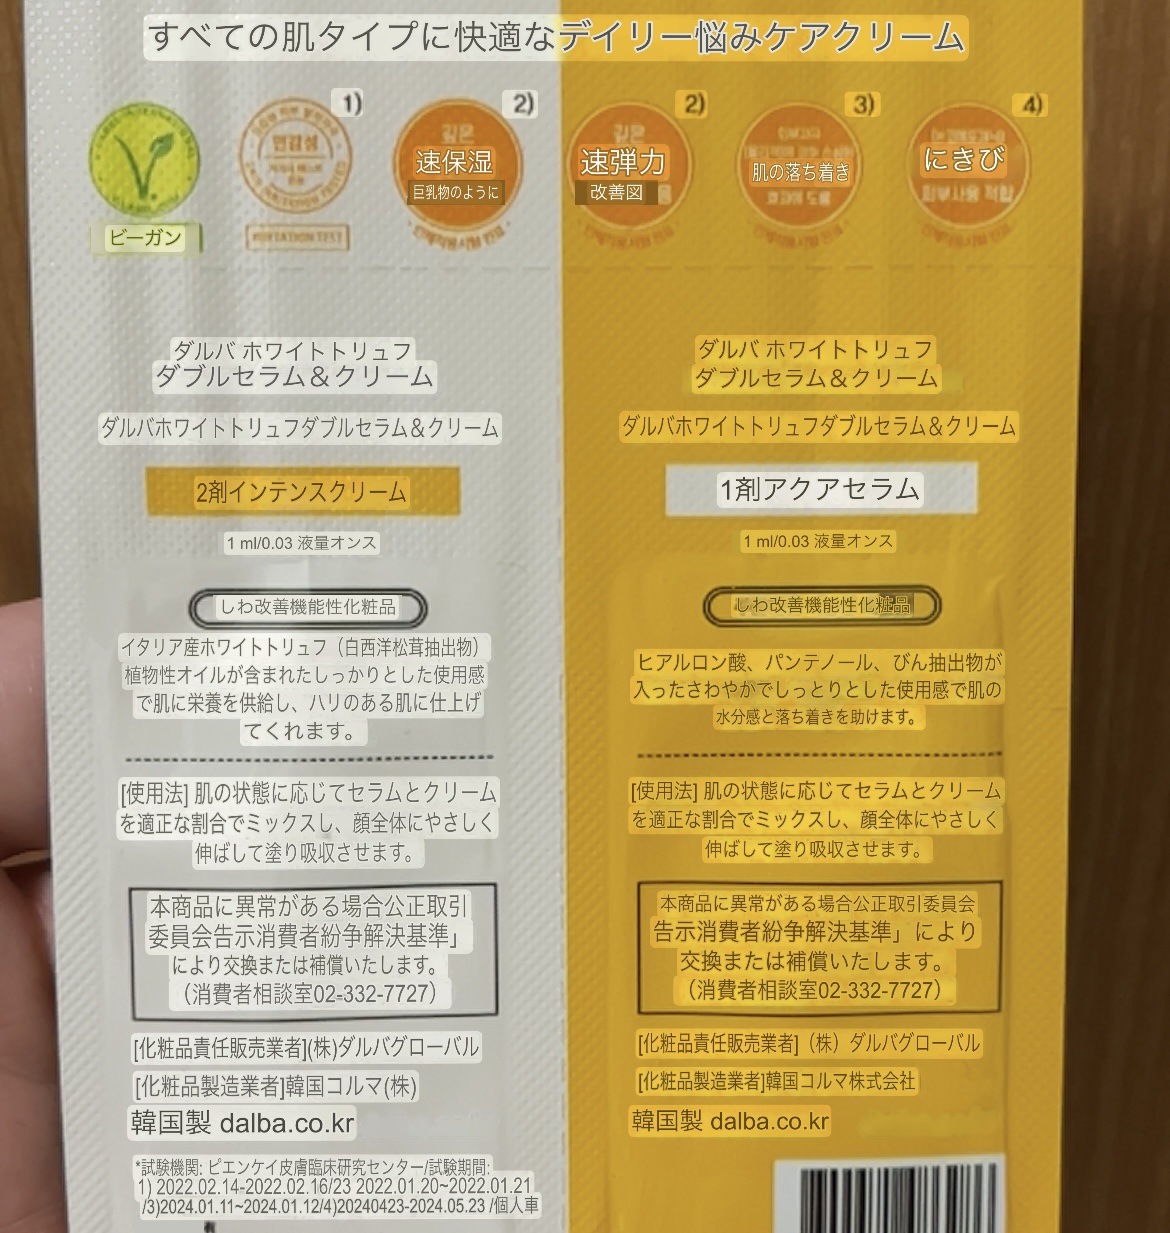 すべての肌タイプに快適なデイリー悩みケアクリーム
1) 2) 2) 3) 4)
민감성
깊은
速保湿
巨乳物のように
깊은
速弾力
改善図
肌の落ち着き
にきび
ビーガン
IRRITATION TEST
ダルバ ホワイトトリュフ
ダブルセラム&クリーム
ダルバホワイトトリュフダブルセラム&クリーム
2剤インテンスクリーム
1 ml/0.03 液量オンス
しわ改善機能性化粧品
イタリア産ホワイトトリュフ（白西洋松茸抽出物）
植物性オイルが含まれたしっかりとした使用感
で肌に栄養を供給し、ハリのある肌に仕上げ
てくれます。
[使用法] 肌の状態に応じてセラムとクリーム
を適正な割合でミックスし、顔全体にやさしく
伸ばして塗り吸収させます。
本商品に異常がある場合公正取引
委員会告示消費者紛争解決基準」
により交換または補償いたします。
（消費者相談室02-332-7727）
[化粧品責任販売業者](株)ダルバグローバル
[化粧品製造業者]韓国コルマ(株)
韓国製 dalba.co.kr
*試験機関: ピエンケイ皮膚臨床研究センター/試験期間:
1) 2022.02.14-2022.02.16/23 2022.01.20~2022.01.21
/3)2024.01.11~2024.01.12/4)20240423-2024.05.23 /個人車
ダルバ ホワイトトリュフ
ダブルセラム&クリーム
ダルバホワイトトリュフダブルセラム&クリーム
1剤アクアセラム
1 ml/0.03 液量オンス
しわ改善機能性化粧品
ヒアルロン酸、パンテノール、びん抽出物が
入ったさわやかでしっとりとした使用感で肌の
水分感と落ち着きを助けます。
[使用法] 肌の状態に応じてセラムとクリーム
を適正な割合でミックスし、顔全体にやさしく
伸ばして塗り吸収させます。
本商品に異常がある場合公正取引委員会
告示消費者紛争解決基準」により
交換または補償いたします。
（消費者相談室02-332-7727）
[化粧品責任販売業者]（株）ダルバグローバル
[化粧品製造業者]韓国コルマ株式会社
韓国製 dalba.co.kr